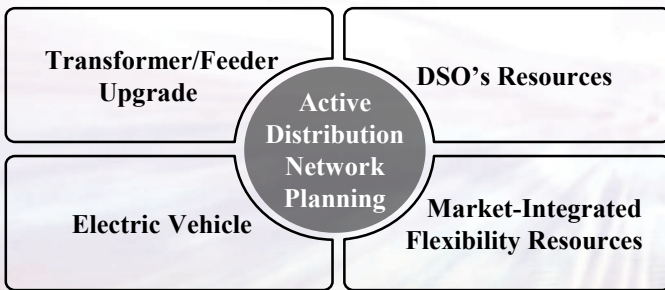 Transformer/Feeder
Upgrade
DSO’s Resources
Active
Distribution
Network
Planning
Electric Vehicle
Market-Integrated
Flexibility Resources